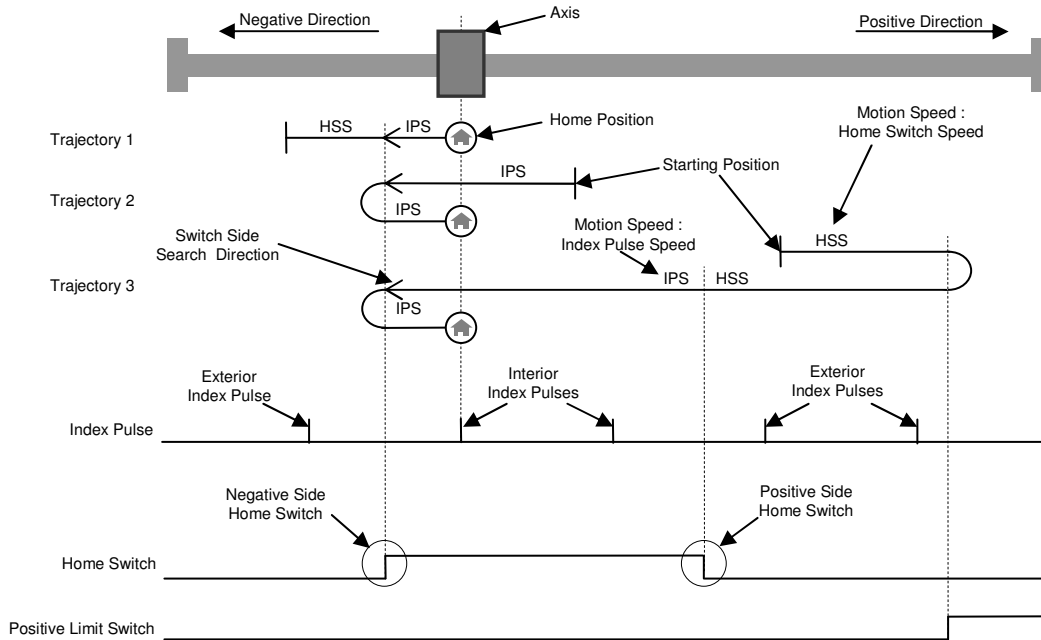 Negative Direction
Axis
Positive Direction
Trajectory 1
HSS
IPS
Home Position
Motion Speed :
Home Switch Speed
Trajectory 2
IPS
IPS
Starting Position
Switch Side
Search Direction
Motion Speed :
Index Pulse Speed
HSS
Trajectory 3
IPS
HSS
IPS
Exterior
Index Pulse
Interior
Index Pulses
Exterior
Index Pulses
Index Pulse
Negative Side
Home Switch
Positive Side
Home Switch
Home Switch
Positive Limit Switch